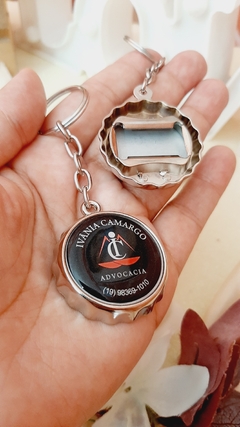 IVÂNIA CAMARGO
IC
ADVOCACIA
(19) 98369-1010